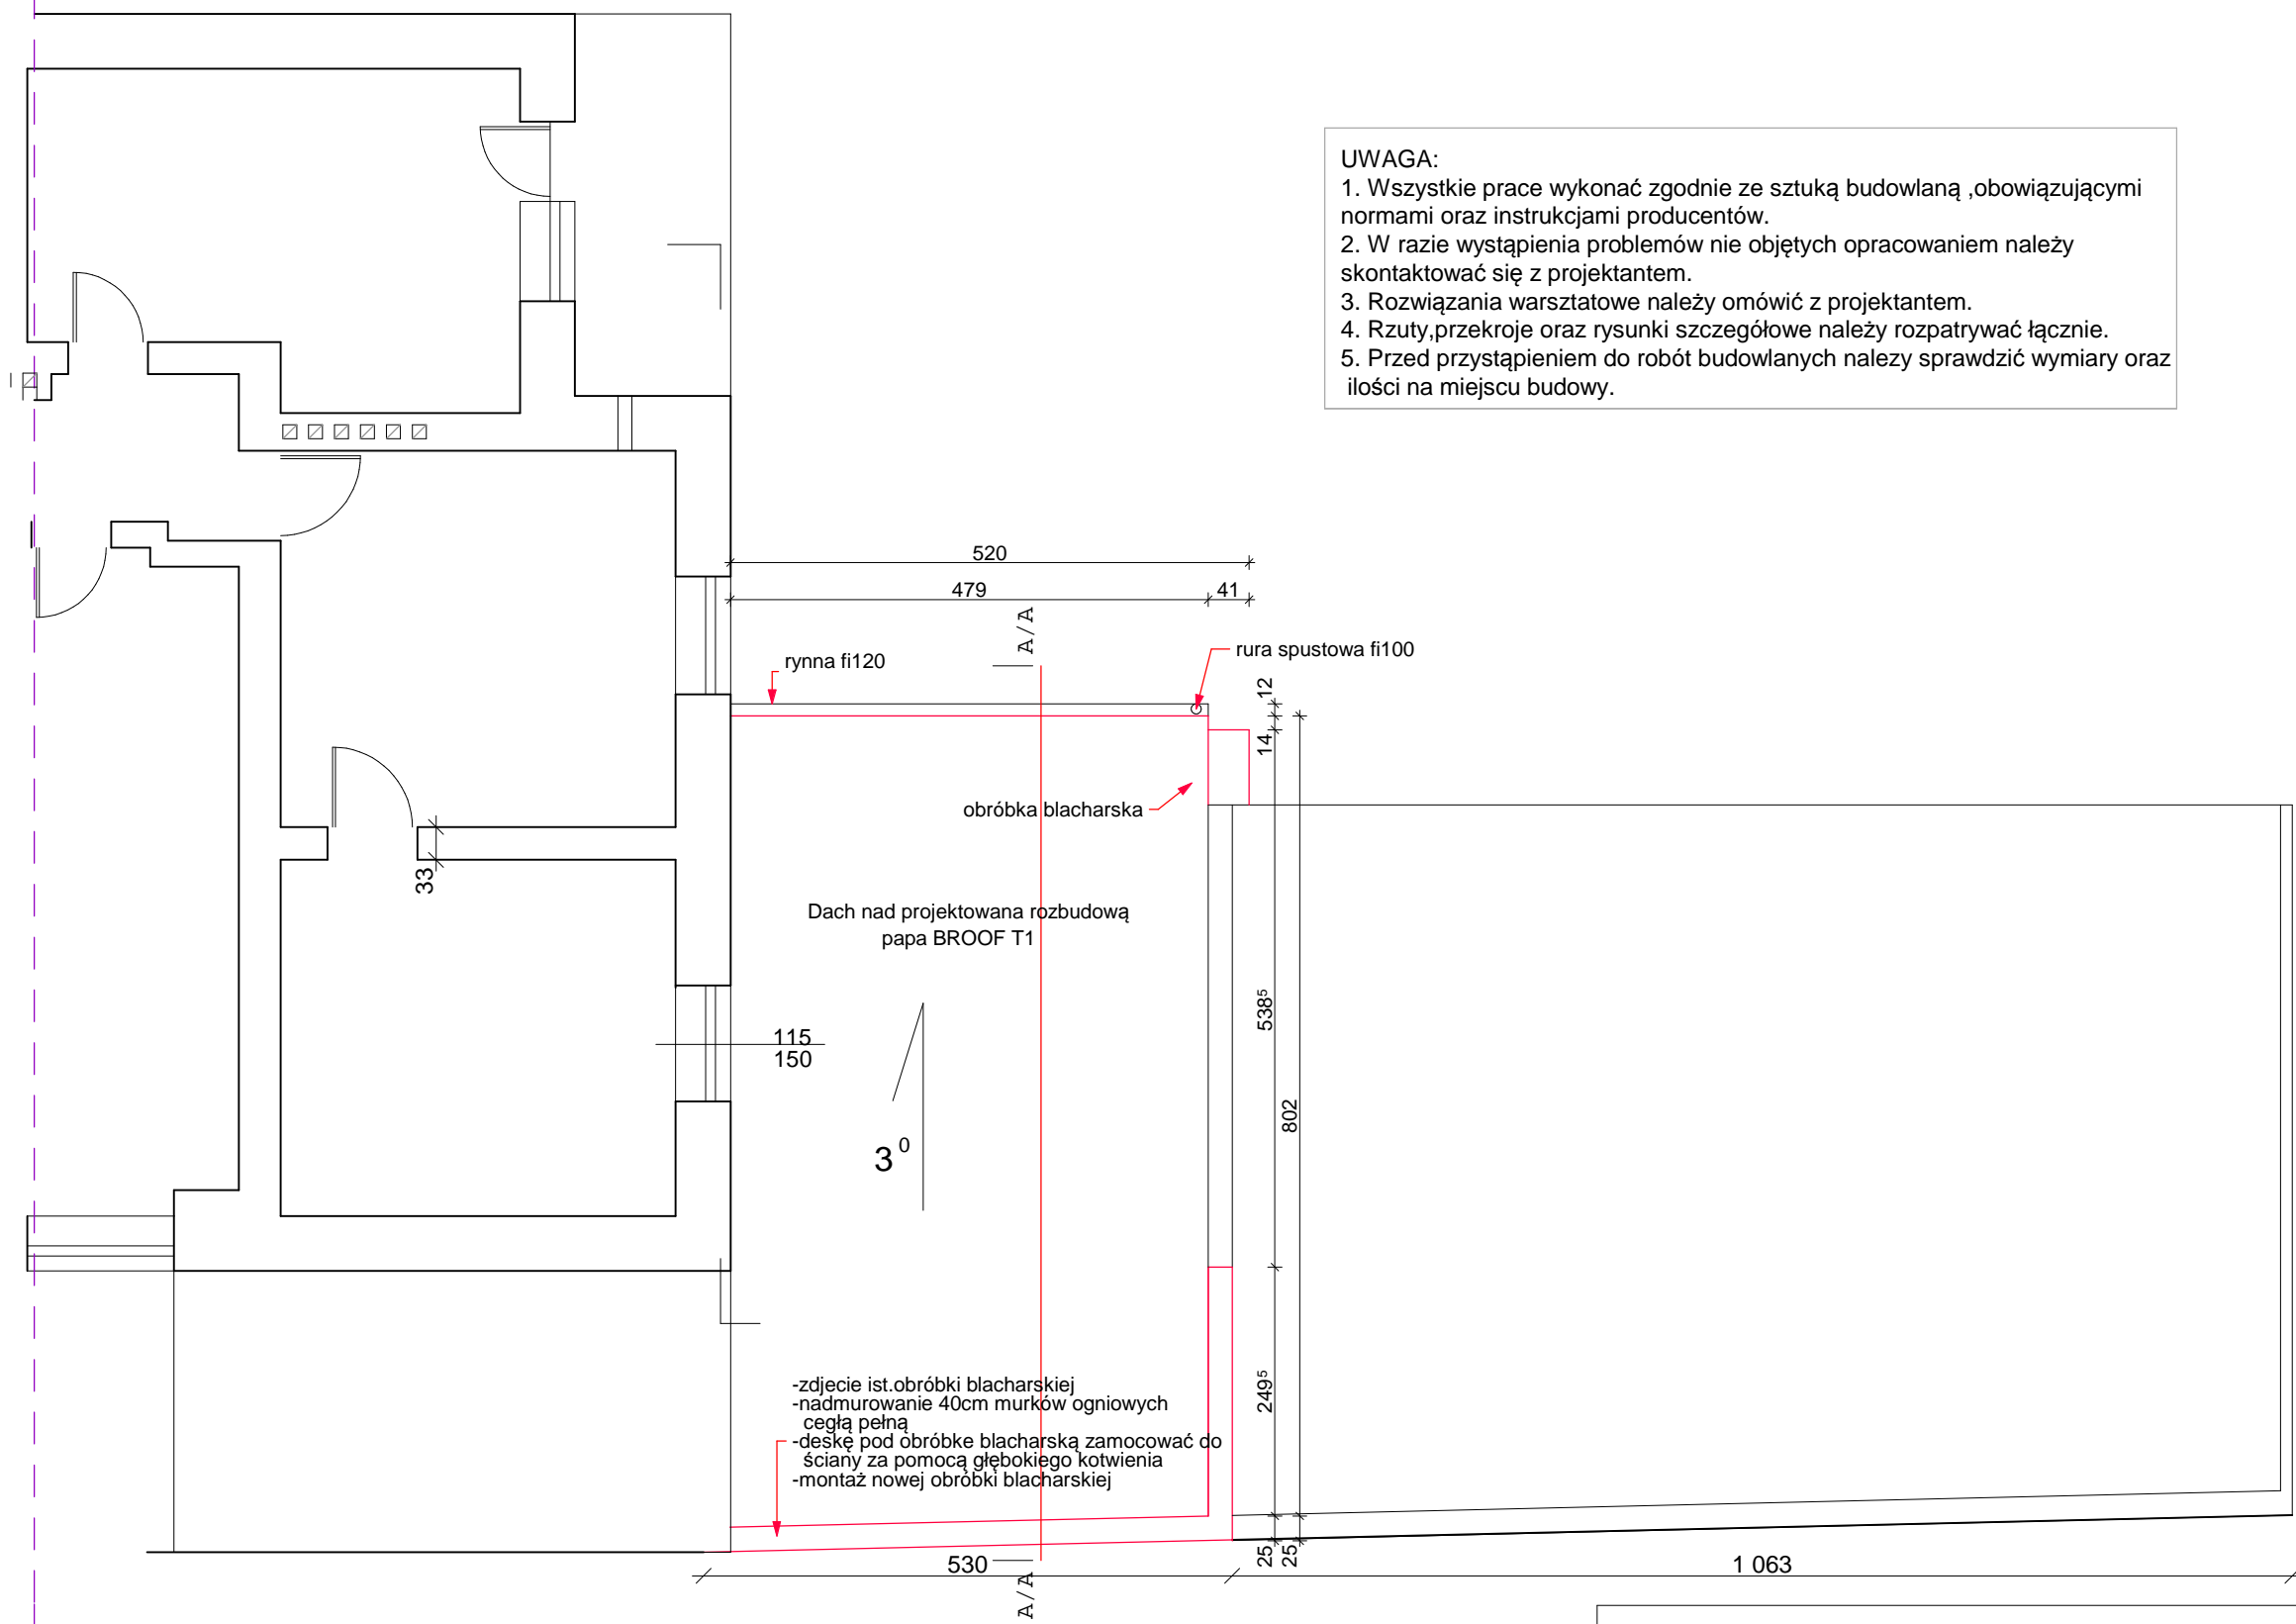 UWAGA:
1. Wszystkie prace wykonać zgodnie ze sztuką budowlaną ,obowiązującymi
normami oraz instrukcjami producentów.
2. W razie wystąpienia problemów nie objętych opracowaniem należy
skontaktować się z projektantem.
3. Rozwiązania warsztatowe należy omówić z projektantem.
4. Rzuty,przekroje oraz rysunki szczegółowe należy rozpatrywać łącznie.
5. Przed przystąpieniem do robót budowlanych nalezy sprawdzić wymiary oraz
ilości na miejscu budowy.
520
479
41
A/A
rynna fi120
rura spustowa fi100
12
14
obróbka blacharska
33
Dach nad projektowana rozbudową
papa BROOF T1
538⁵
115
150
802
3⁰
-zdjecie ist.obróbki blacharskiej
-nadmurowanie 40cm murków ogniowych
cegłą pełną
-deskę pod obróbke blacharską zamocować do
ściany za pomocą głębokiego kotwienia
-montaż nowej obróbki blacharskiej
249⁵
25
25
530
1 063
A/A